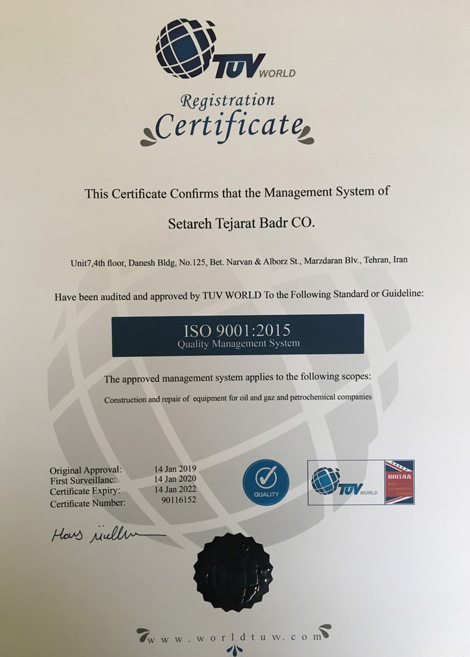 TUV WORLD
Registration
Certificate
This Certificate Confirms that the Management System of
Setareh Tejarat Badr CO.
Unit7,4th floor, Danesh Bldg, No.125, Bet. Narvan & Alborz St., Marzdaran Blv., Tehran, Iran
Have been audited and approved by TUV WORLD To the Following Standard or Guideline:
ISO 9001:2015
Quality Management System
The approved management system applies to the following scopes:
Construction and repair of equipment for oil and gaz and petrochemical companies
Original Approval: 14 Jan 2019
First Surveillanc: 14 Jan 2020
Certificate Expiry: 14 Jan 2022
Certificate Number: 90116152
QUALITY
TUV WORLD
www.worldtuw.com